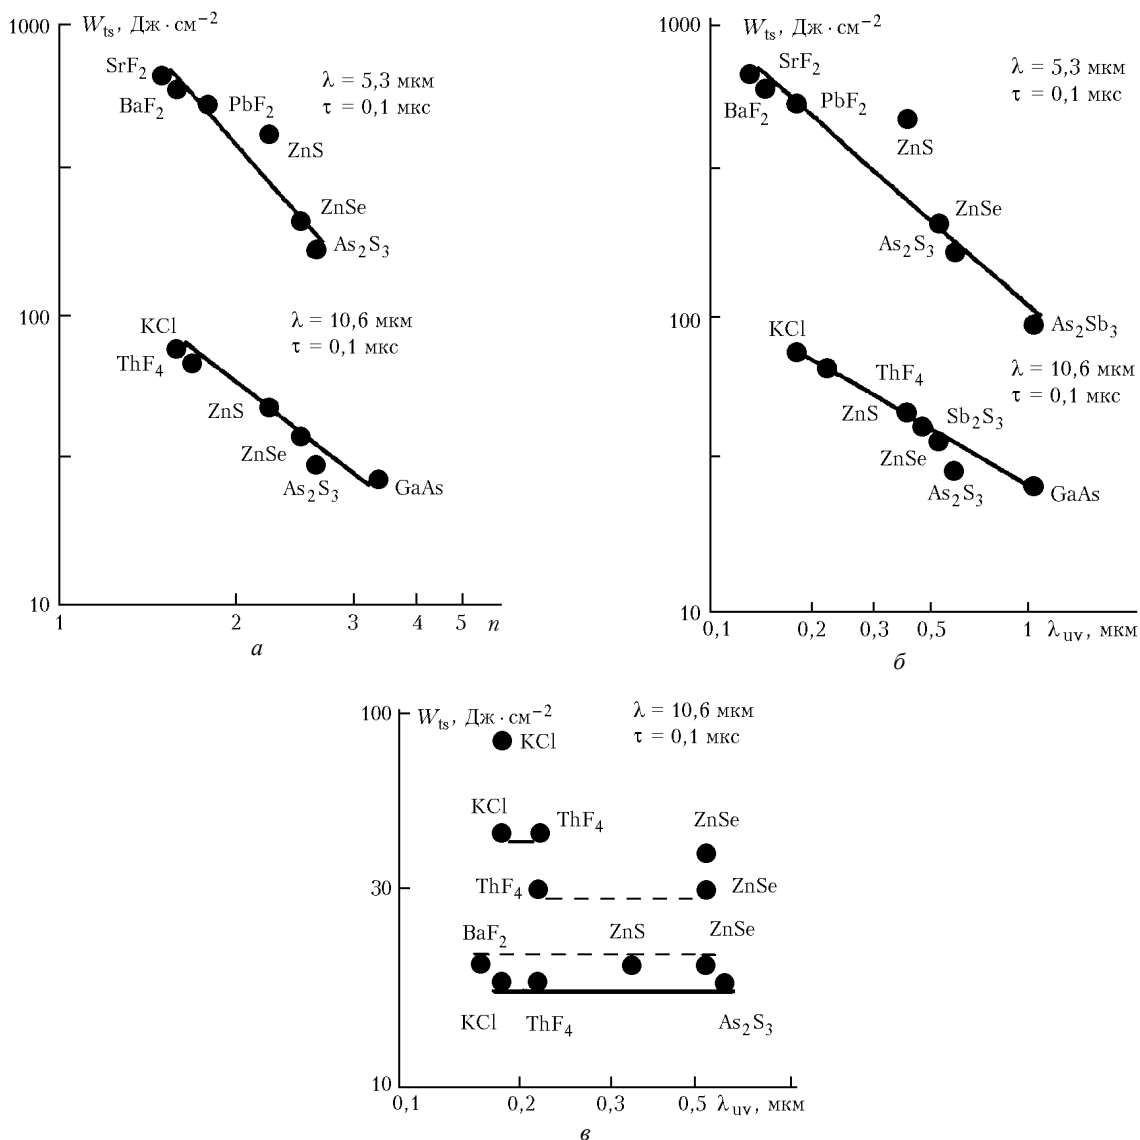 1000
W_ts, Дж · см⁻²
SrF₂
BaF₂
PbF₂
ZnS
λ = 5,3 мкм
τ = 0,1 мкс
ZnSe
As₂S₃
100
λ = 10,6 мкм
τ = 0,1 мкс
KCl
ThF₄
ZnS
ZnSe
As₂S₃
GaAs
10
1 2 3 4 5 n
а
1000
W_ts, Дж · см⁻²
SrF₂
BaF₂
PbF₂
ZnS
λ = 5,3 мкм
τ = 0,1 мкс
ZnSe
As₂S₃
As₂Sb₃
100
KCl
λ = 10,6 мкм
τ = 0,1 мкс
ThF₄
ZnS
Sb₂S₃
ZnSe
As₂S₃
GaAs
10
0,1 0,2 0,3 0,5 1 λ_uv, мкм
б
100
W_ts, Дж · см⁻²
λ = 10,6 мкм
τ = 0,1 мкс
KCl
KCl
ThF₄
ZnSe
30
ThF₄
ZnSe
BaF₂
ZnS
ZnSe
KCl
ThF₄
As₂S₃
10
0,1 0,2 0,3 0,5 λ_uv, мкм
в